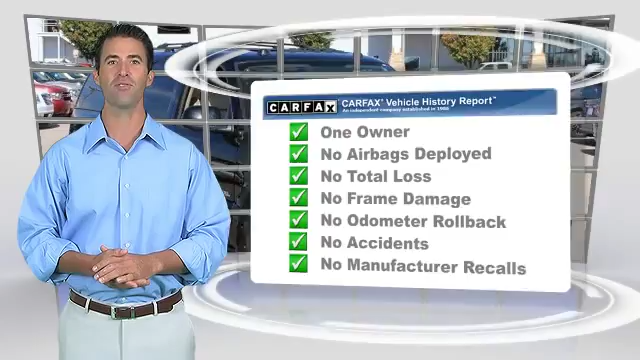 CARFAX CARFAX® Vehicle History Report™
An independent company established in 1986
One Owner
No Airbags Deployed
No Total Loss
No Frame Damage
No Odometer Rollback
No Accidents
No Manufacturer Recalls